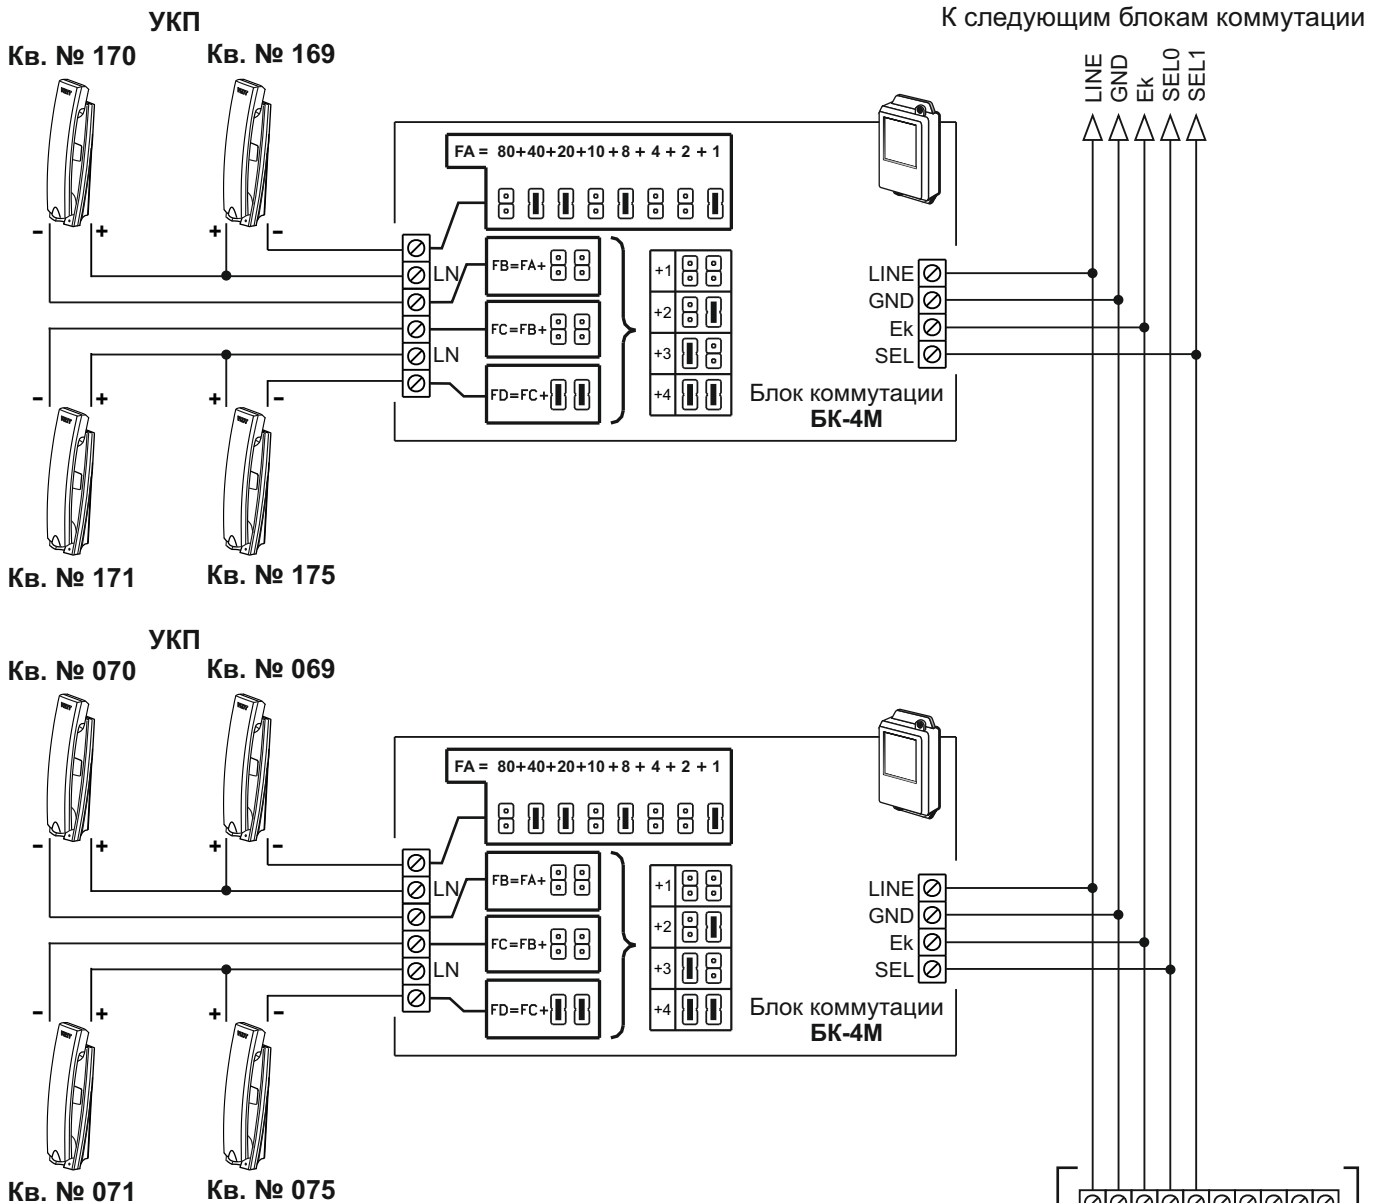 К следующим блокам коммутации
УКП
Кв. № 170
Кв. № 169
LINE
GND
Ek
SEL0
SEL1
FA = 80+40+20+10+8+4+2+1
- +
+ -
LN
FB=FA+
+1
LINE
FC=FB+
+2
GND
Ek
LN
+3
SEL
FD=FC+
+4
Блок коммутации
БК-4М
- +
+ -
Кв. № 171
Кв. № 175
УКП
Кв. № 070
Кв. № 069
FA = 80+40+20+10+8+4+2+1
- +
+ -
LN
FB=FA+
+1
LINE
FC=FB+
+2
GND
Ek
LN
+3
SEL
FD=FC+
+4
Блок коммутации
БК-4М
- +
+ -
Кв. № 071
Кв. № 075